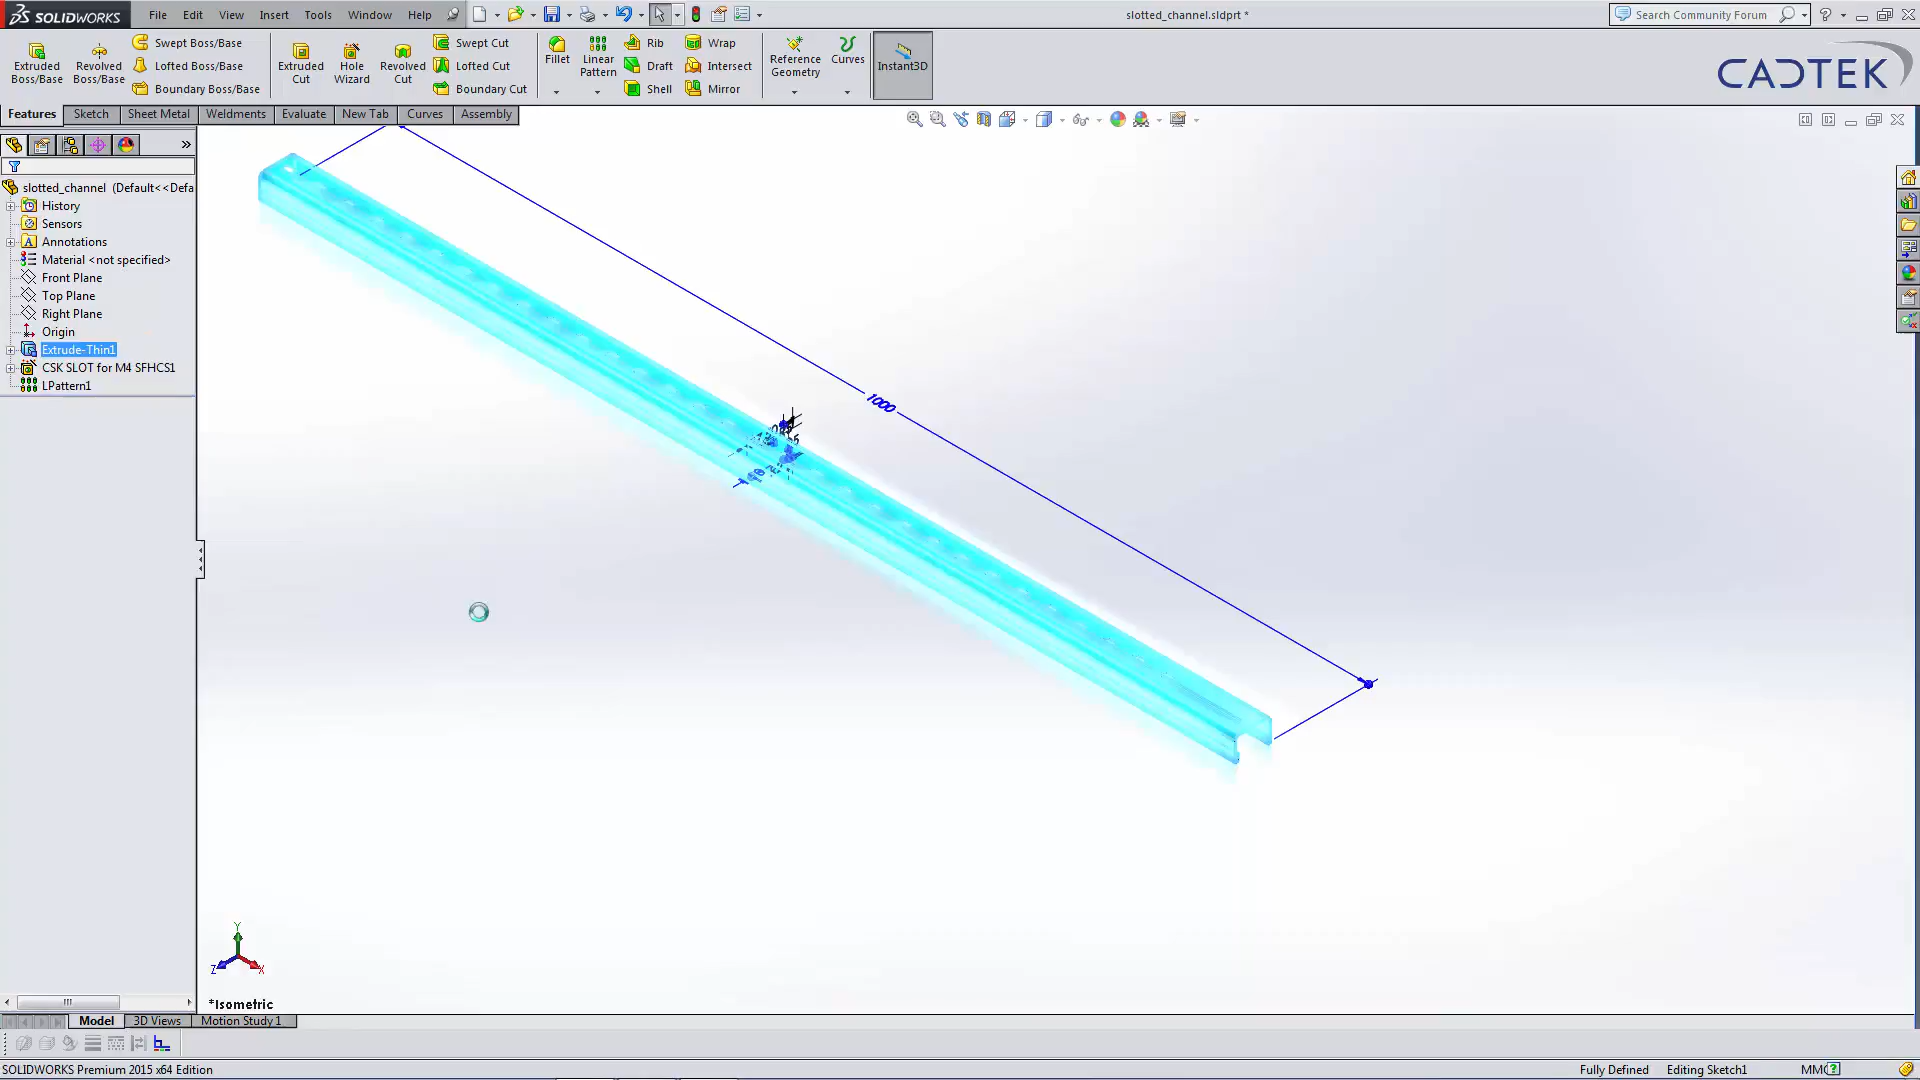 SOLIDWORKS
File Edit View Insert Tools Window Help
slotted_channel.sldprt *
Search Community Forum
Extruded Boss/Base
Revolved Boss/Base
Swept Boss/Base
Lofted Boss/Base
Boundary Boss/Base
Extruded Cut
Hole Wizard
Revolved Cut
Swept Cut
Lofted Cut
Boundary Cut
Fillet
Linear Pattern
Rib
Draft
Shell
Wrap
Intersect
Mirror
Reference Geometry
Curves
Instant3D
CADTEK
Features Sketch Sheet Metal Weldments Evaluate New Tab Curves Assembly
slotted_channel (Default<<Defa
History
Sensors
Annotations
Material <not specified>
Front Plane
Top Plane
Right Plane
Origin
Extrude-Thin1
CSK SLOT for M4 SFHCS1
LPattern1
1000
Y
Z
X
*Isometric
Model 3D Views Motion Study 1
SOLIDWORKS Premium 2015 x64 Edition
Fully Defined Editing Sketch1